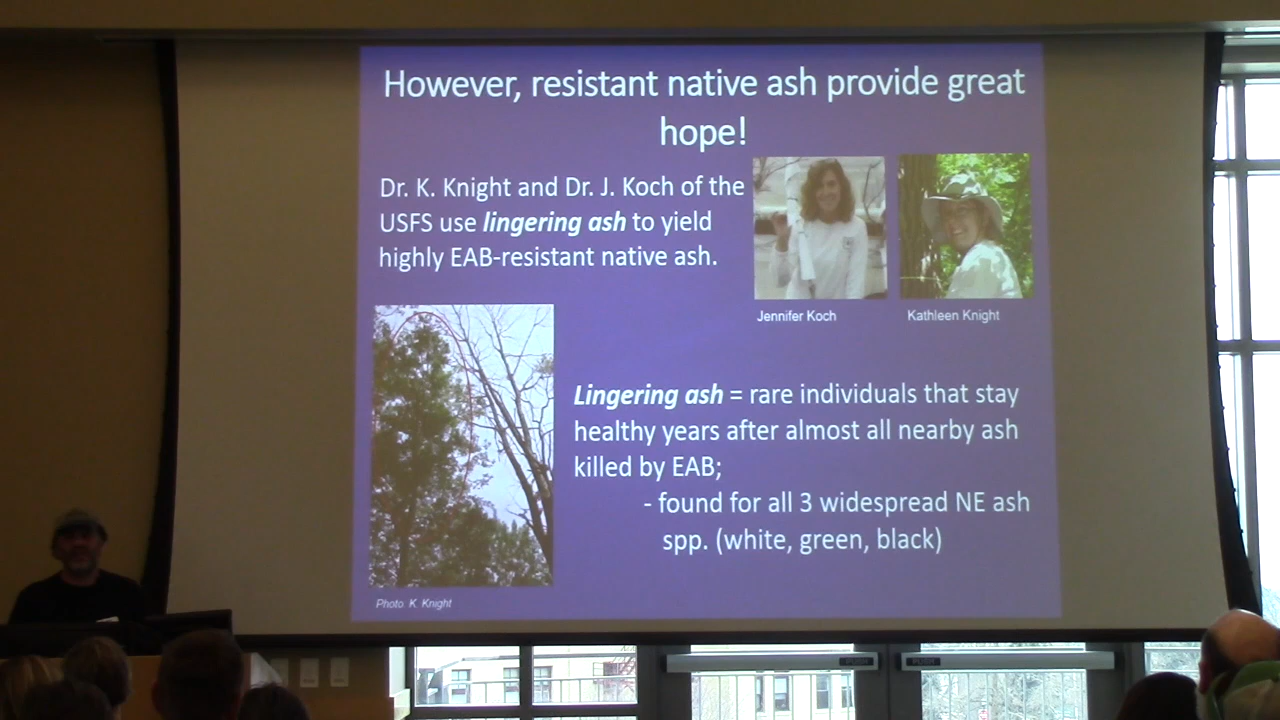 However, resistant native ash provide great
hope!
Dr. K. Knight and Dr. J. Koch of the
USFS use lingering ash to yield
highly EAB-resistant native ash.
Jennifer Koch
Kathleen Knight
Lingering ash = rare individuals that stay
healthy years after almost all nearby ash
killed by EAB;
- found for all 3 widespread NE ash
spp. (white, green, black)
Photo K. Knight